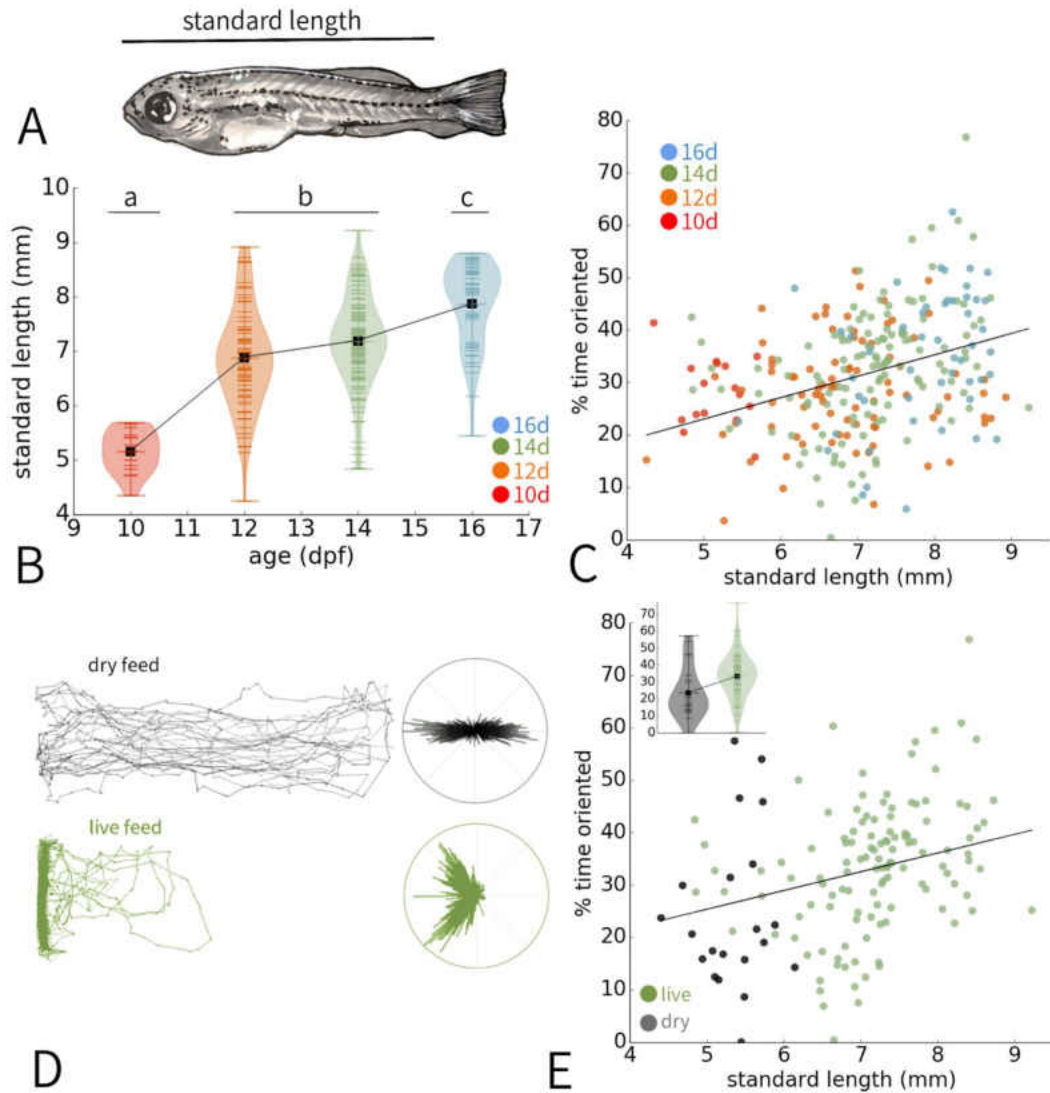 standard length
A
a
b
c
10
9
8
7
6
5
4
standard length (mm)
16d
14d
12d
10d
9 10 11 12 13 14 15 16 17
age (dpf)
B
80
70
60
50
40
30
20
10
0
% time oriented
16d
14d
12d
10d
4 5 6 7 8 9
standard length (mm)
C
dry feed
live feed
D
80
70
60
50
40
30
20
10
0
% time oriented
70
60
50
40
30
20
10
0
live
dry
4 5 6 7 8 9
standard length (mm)
E